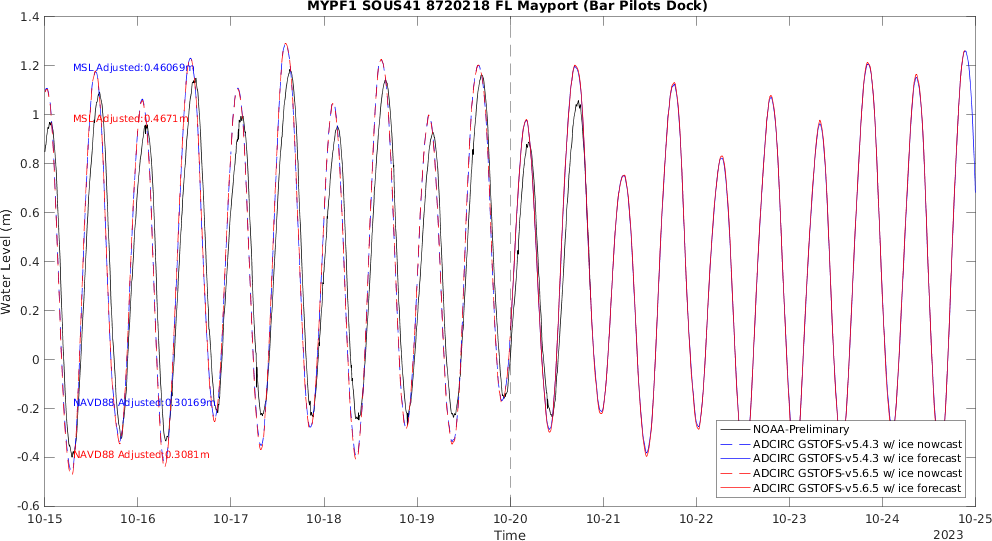 MYPF1 SOUS41 8720218 FL Mayport (Bar Pilots Dock)
1.4
1.2
1
0.8
0.6
0.4
0.2
0
-0.2
-0.4
-0.6
Water Level (m)
MSL Adjusted:0.46069m
MSL Adjusted:0.4671m
NAVD88 Adjusted:0.30169m
NAVD88 Adjusted:0.3081m
NOAA-Preliminary
ADCIRC GSTOFS-v5.4.3 w/ ice nowcast
ADCIRC GSTOFS-v5.4.3 w/ ice forecast
ADCIRC GSTOFS-v5.6.5 w/ ice nowcast
ADCIRC GSTOFS-v5.6.5 w/ ice forecast
10-15 10-16 10-17 10-18 10-19 10-20 10-21 10-22 10-23 10-24 10-25
Time
2023